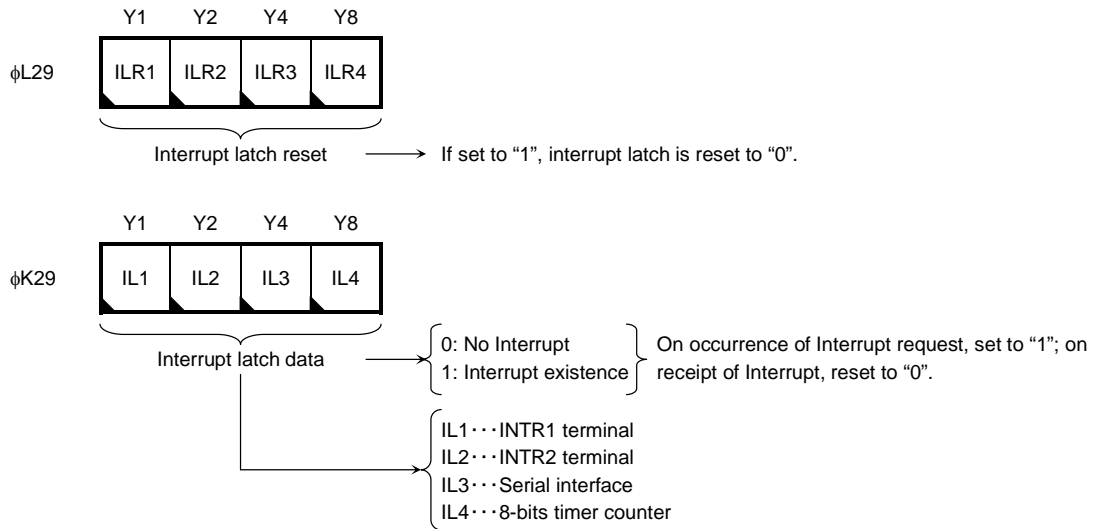 Y1 Y2 Y4 Y8
ϕL29 ILR1 ILR2 ILR3 ILR4
Interrupt latch reset If set to “1”, interrupt latch is reset to “0”.
Y1 Y2 Y4 Y8
ϕK29 IL1 IL2 IL3 IL4
Interrupt latch data
0: No Interrupt
1: Interrupt existence
On occurrence of Interrupt request, set to “1”; on
receipt of Interrupt, reset to “0”.
IL1・・・INTR1 terminal
IL2・・・INTR2 terminal
IL3・・・Serial interface
IL4・・・8-bits timer counter